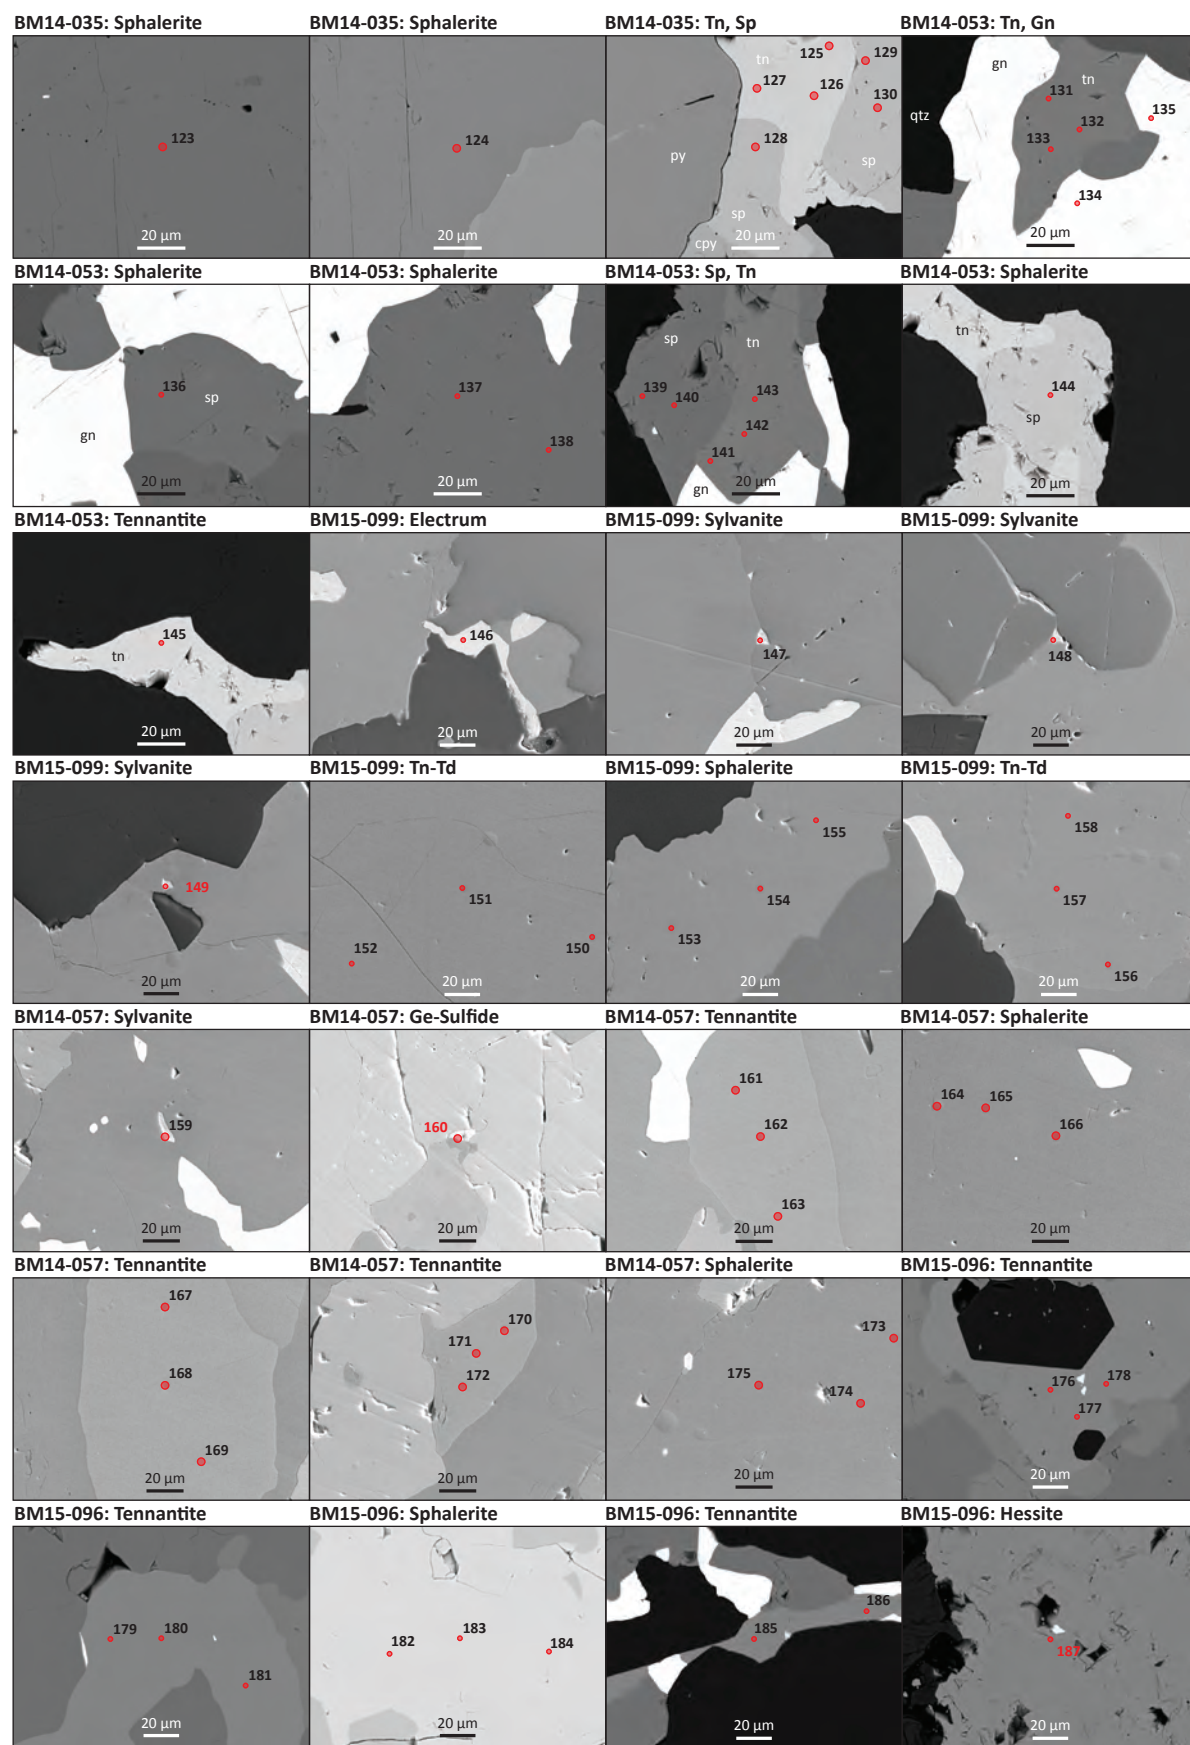 BM14-035: Sphalerite
123
20 µm
BM14-035: Sphalerite
124
20 µm
BM14-035: Tn, Sp
tn
125
129
127
126
130
128
py
sp
sp
20 µm
cpy
BM14-053: Tn, Gn
gn
tn
131
135
qtz
132
133
134
20 µm
BM14-053: Sphalerite
136
sp
gn
20 µm
BM14-053: Sphalerite
137
138
20 µm
BM14-053: Sp, Tn
sp
tn
139
140
143
142
141
gn
20 µm
BM14-053: Sphalerite
tn
144
sp
20 µm
BM14-053: Tennantite
145
tn
20 µm
BM15-099: Electrum
146
20 µm
BM15-099: Sylvanite
147
20 µm
BM15-099: Sylvanite
148
20 µm
BM15-099: Sylvanite
149
20 µm
BM15-099: Tn-Td
151
152
150
20 µm
BM15-099: Sphalerite
155
154
153
20 µm
BM15-099: Tn-Td
158
157
156
20 µm
BM14-057: Sylvanite
159
20 µm
BM14-057: Ge-Sulfide
160
20 µm
BM14-057: Tennantite
161
162
163
20 µm
BM14-057: Sphalerite
164
165
166
20 µm
BM14-057: Tennantite
167
168
169
20 µm
BM14-057: Tennantite
170
171
172
20 µm
BM14-057: Sphalerite
173
175
174
20 µm
BM15-096: Tennantite
176
178
177
20 µm
BM15-096: Tennantite
179
180
181
20 µm
BM15-096: Sphalerite
182
183
184
20 µm
BM15-096: Tennantite
186
185
20 µm
BM15-096: Hessite
187
20 µm